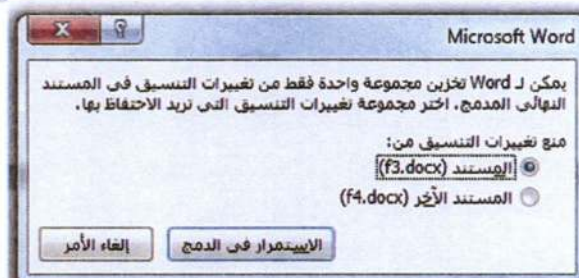 Microsoft Word
يمكن لـ Word تخزين مجموعة واحدة فقط من تغييرات التنسيق في المستند
النهائي المدمج. اختر مجموعة تغييرات التنسيق التي تريد الاحتفاظ بها.
منع تغييرات التنسيق من:
المستند (f3.docx)
المستند الآخر (f4.docx)
الاستمرار في الدمج
إلغاء الأمر